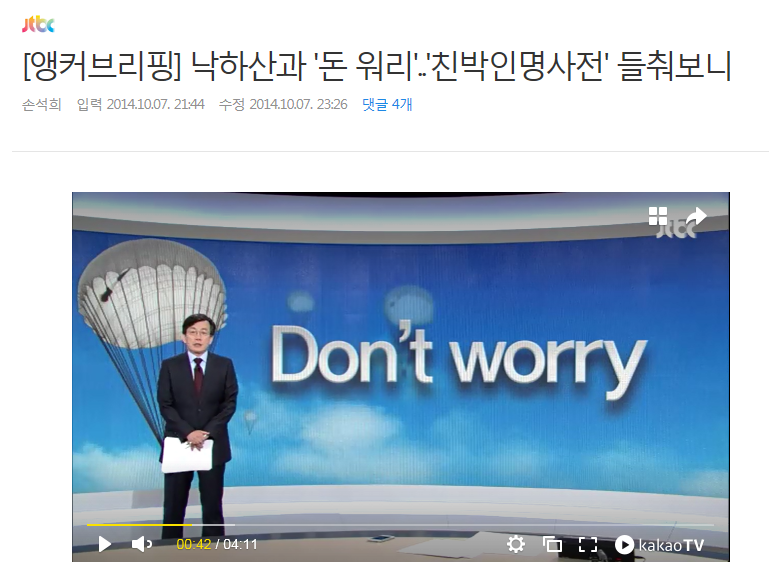 jtbc
[앵커브리핑] 낙하산과 '돈 워리'..'친박인명사전' 들춰보니
손석희 입력 2014.10.07. 21:44 수정 2014.10.07. 23:26 댓글 4개
jtbc
Don't worry
00:42 / 04:11 kakaoTV